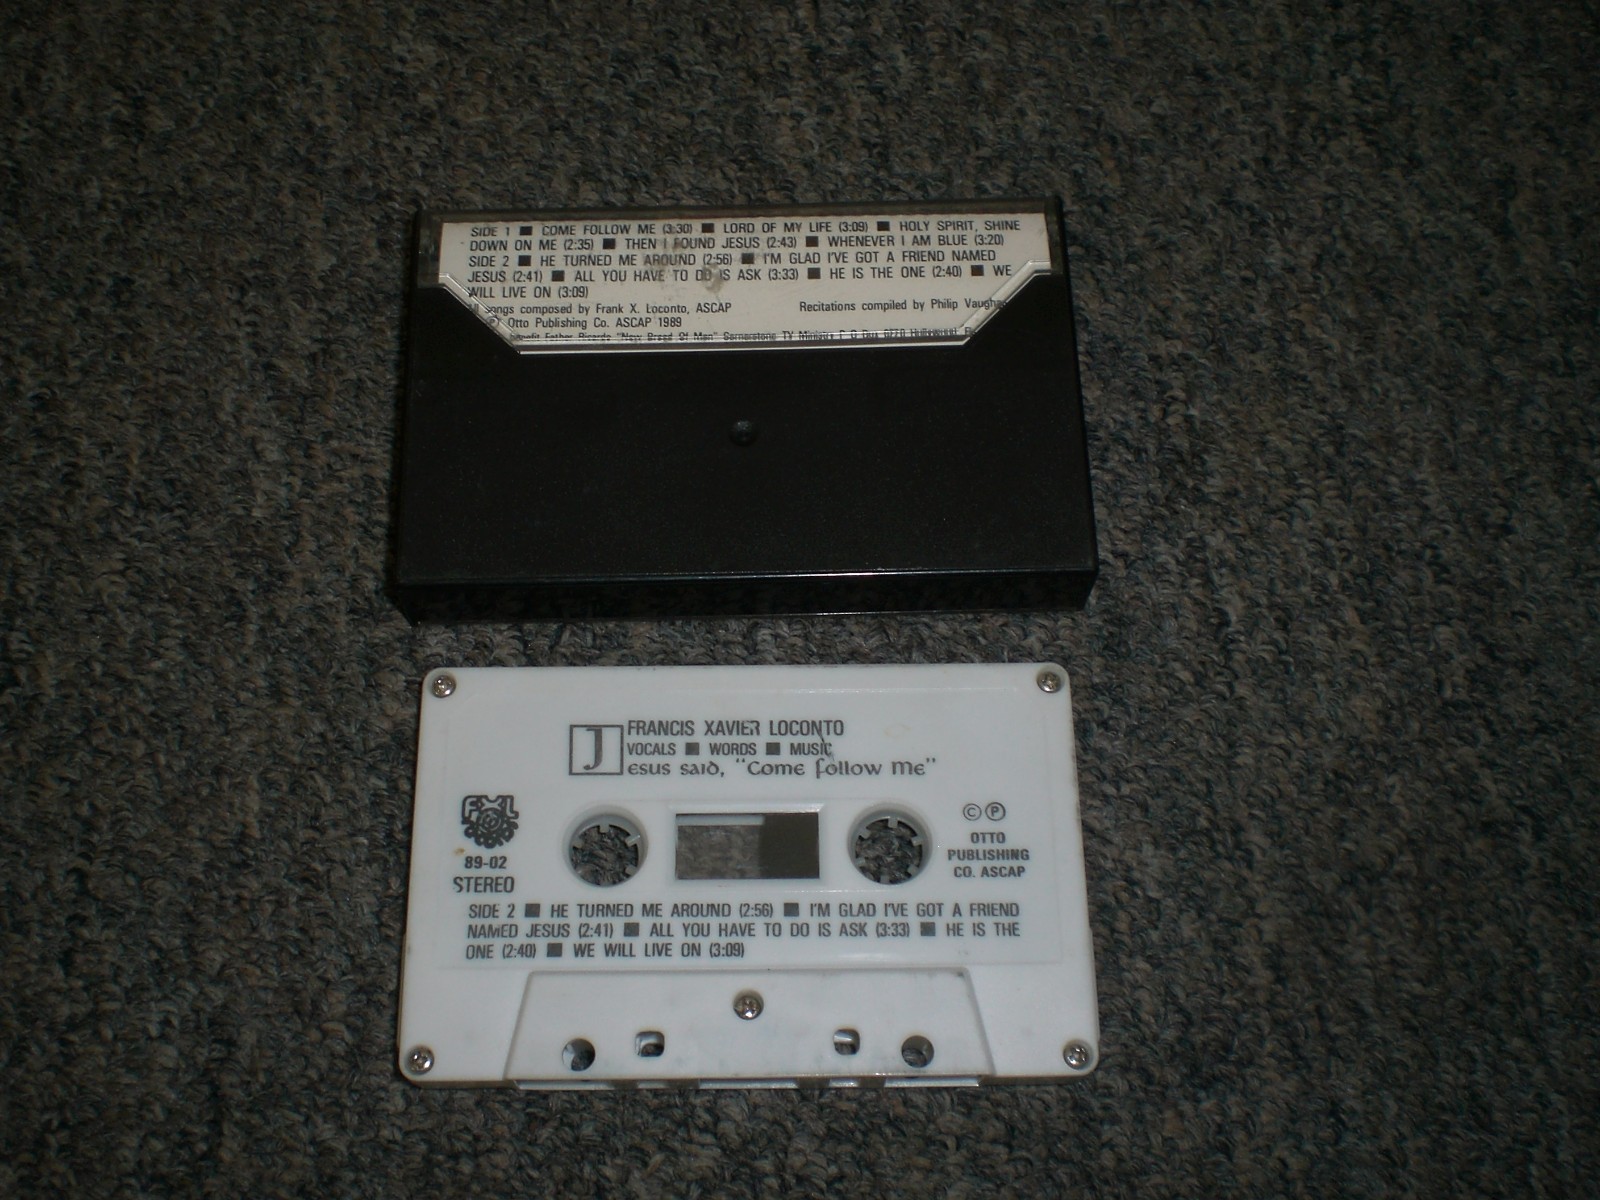 SIDE 1 ■ COME FOLLOW ME (3:30) ■ LORD OF MY LIFE (3:09) ■ HOLY SPIRIT, SHINE
DOWN ON ME (2:35) ■ THEN I FOUND JESUS (2:43) ■ WHENEVER I AM BLUE (3:20)
SIDE 2 ■ HE TURNED ME AROUND (2:56) ■ I'M GLAD I'VE GOT A FRIEND NAMED
JESUS (2:41) ■ ALL YOU HAVE TO DO IS ASK (3:33) ■ HE IS THE ONE (2:40) ■ WE
WILL LIVE ON (3:09)
songs composed by Frank X. Loconto, ASCAP Recitations compiled by Philip
Ⓟ Otto Publishing Co. ASCAP 1989
Father "New Breed Of Man" TV
FRANCIS XAVIER LOCONTO
VOCALS ■ WORDS ■ MUSIC
Jesus said, "Come follow Me"
FXL
89-02
STEREO
© Ⓟ
OTTO
PUBLISHING
CO. ASCAP
SIDE 2 ■ HE TURNED ME AROUND (2:56) ■ I'M GLAD I'VE GOT A FRIEND
NAMED JESUS (2:41) ■ ALL YOU HAVE TO DO IS ASK (3:33) ■ HE IS THE
ONE (2:40) ■ WE WILL LIVE ON (3:09)